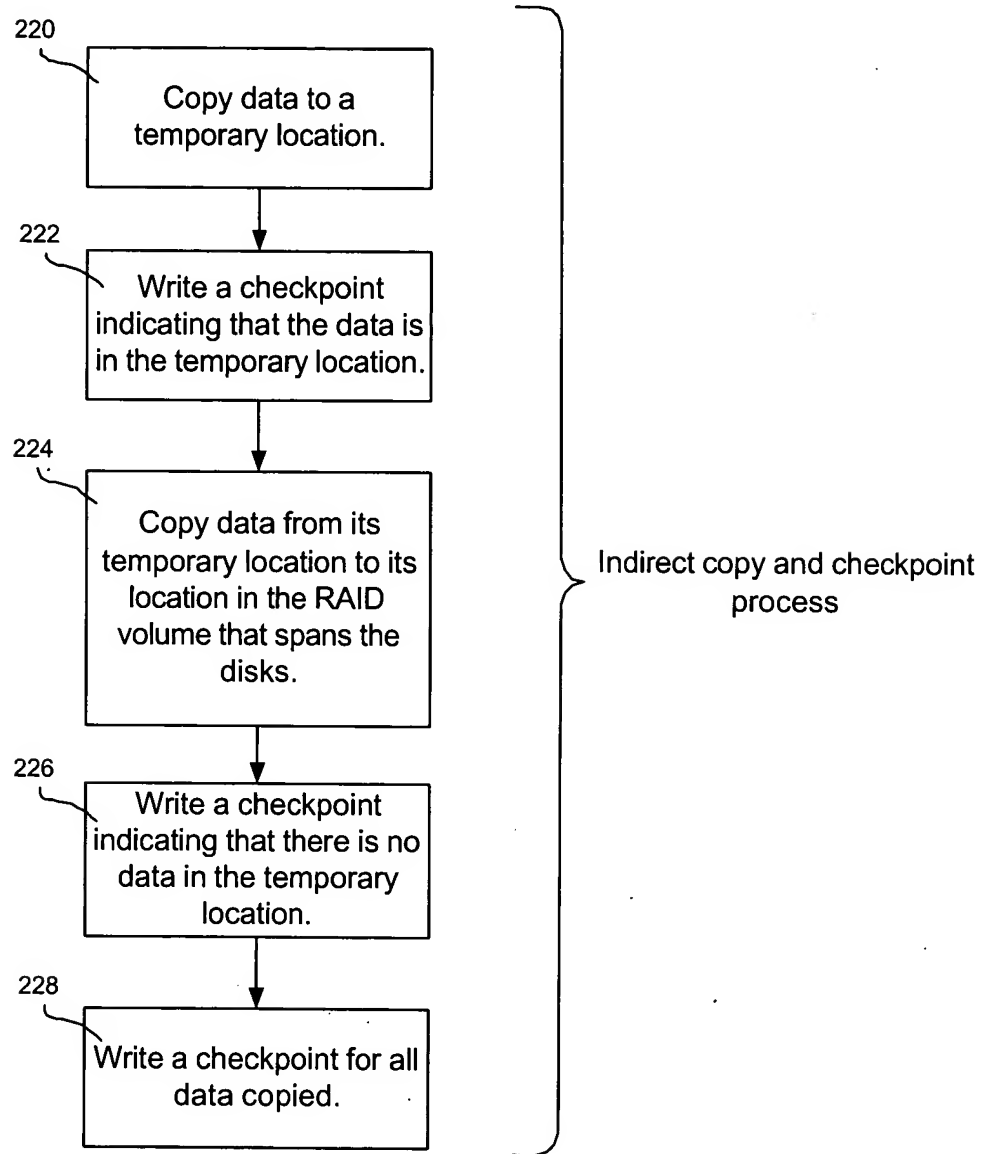 220
Copy data to a
temporary location.
222
Write a checkpoint
indicating that the data is
in the temporary location.
224
Copy data from its
temporary location to its
location in the RAID
volume that spans the
disks.
Indirect copy and checkpoint
process
226
Write a checkpoint
indicating that there is no
data in the temporary
location.
228
Write a checkpoint for all
data copied.